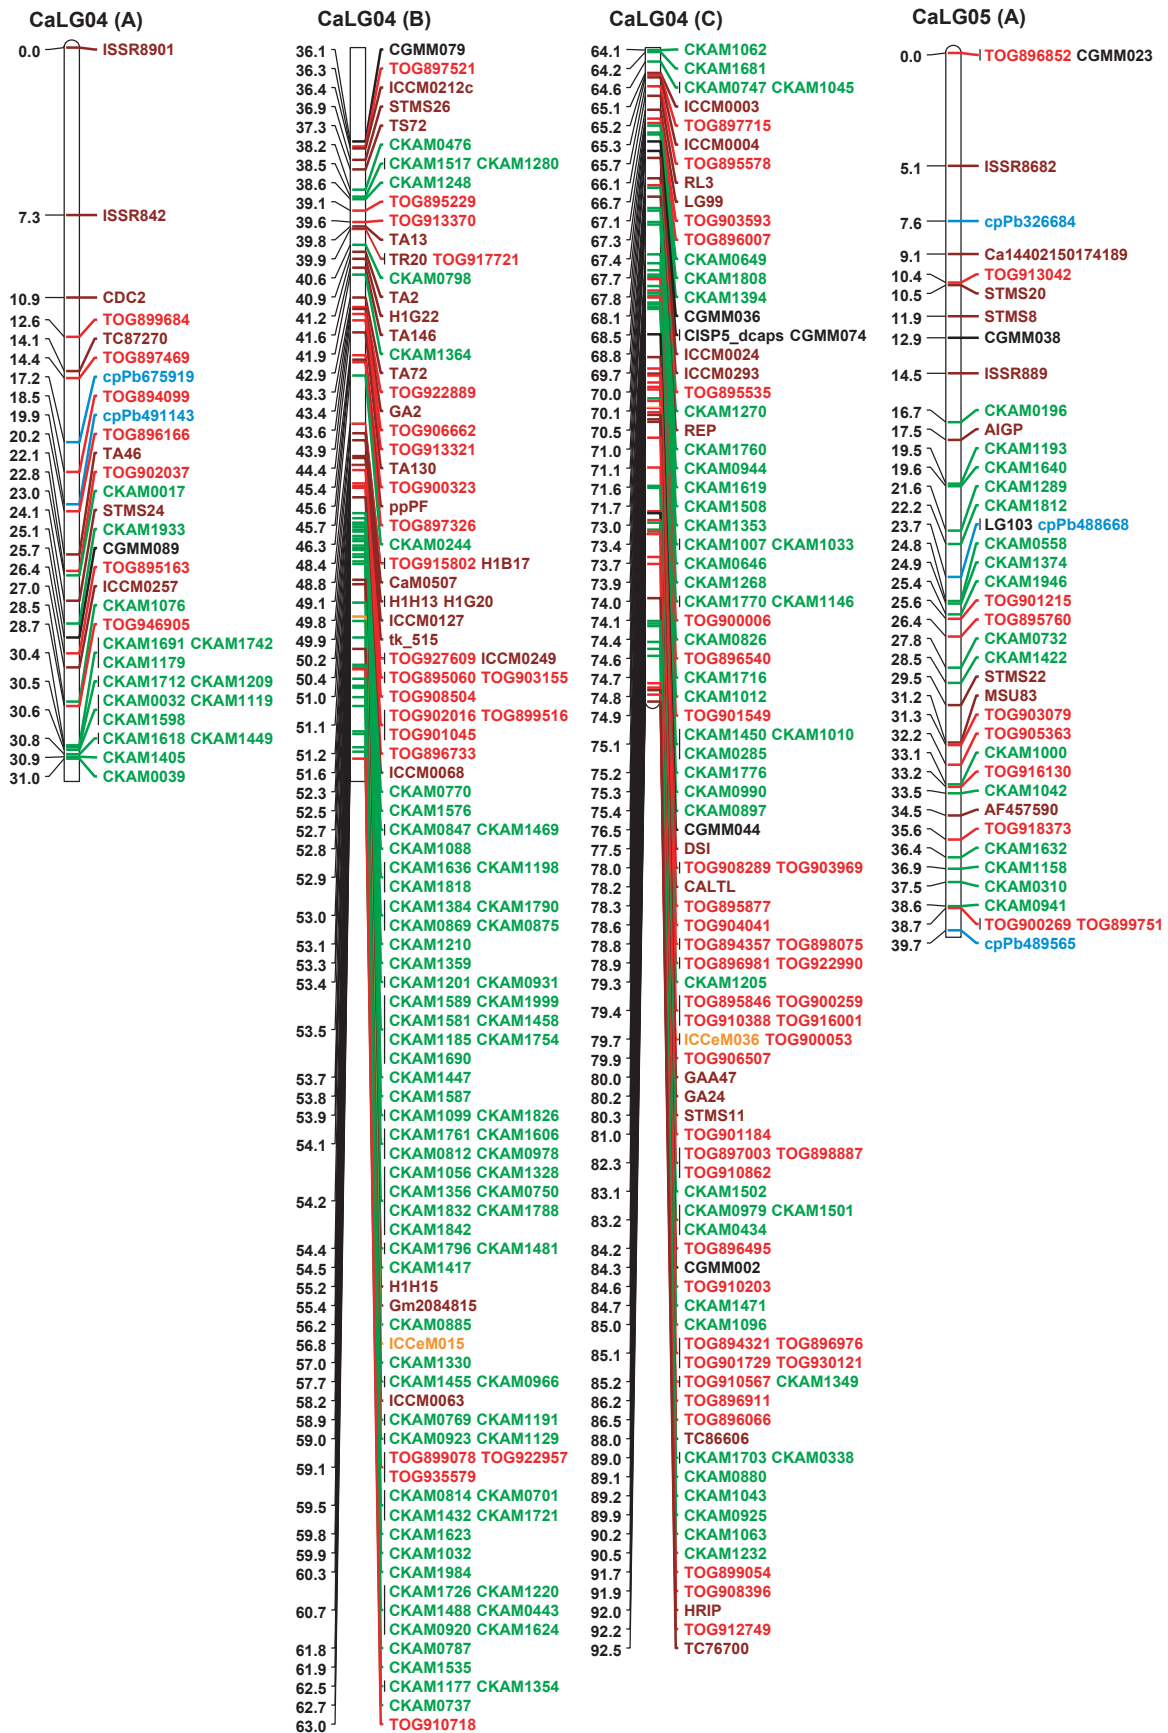 CaLG04 (A)
0.0 ISSR8901
7.3 ISSR842
10.9 CDC2
12.6 TOG899684
14.1 TC87270
14.4 TOG897469
17.2 cpPb675919
18.5 TOG894099
19.9 cpPb491143
20.2 TOG896166
22.1 TA46
22.8 TOG902037
23.0 CKAM0017
24.1 STMS24
25.1 CKAM1933
25.7 CGMM089
26.4 TOG895163
27.0 ICCM0257
28.5 CKAM1076
28.7 TOG946905
30.4 CKAM1691 CKAM1742
CKAM1179
30.5 CKAM1712 CKAM1209
30.6 CKAM0032 CKAM1119
CKAM1598
30.8 CKAM1618 CKAM1449
30.9 CKAM1405
31.0 CKAM0039
CaLG04 (B)
36.1 CGMM079
36.3 TOG897521
36.4 ICCM0212c
36.9 STMS26
37.3 TS72
38.2 CKAM0476
38.5 CKAM1517 CKAM1280
38.6 CKAM1248
39.1 TOG895229
39.6 TOG913370
39.8 TA13
39.9 TR20 TOG917721
40.6 CKAM0798
40.9 TA2
41.2 H1G22
41.6 TA146
41.9 CKAM1364
42.9 TA72
43.3 TOG922889
43.4 GA2
43.6 TOG906662
43.9 TOG913321
44.4 TA130
45.4 TOG900323
45.6 ppPF
45.7 TOG897326
46.3 CKAM0244
48.4 TOG915802 H1B17
48.8 CaM0507
49.1 H1H13 H1G20
49.8 ICCM0127
49.9 tk_515
50.2 TOG927609 ICCM0249
50.4 TOG895060 TOG903155
51.0 TOG908504
51.1 TOG902016 TOG899516
TOG901045
51.2 TOG896733
51.6 ICCM0068
52.3 CKAM0770
52.5 CKAM1576
52.7 CKAM0847 CKAM1469
52.8 CKAM1088
52.9 CKAM1636 CKAM1198
CKAM1818
53.0 CKAM1384 CKAM1790
CKAM0869 CKAM0875
53.1 CKAM1210
53.3 CKAM1359
53.4 CKAM1201 CKAM0931
53.5 CKAM1589 CKAM1999
CKAM1581 CKAM1458
CKAM1185 CKAM1754
CKAM1690
53.7 CKAM1447
53.8 CKAM1587
53.9 CKAM1099 CKAM1826
54.1 CKAM1761 CKAM1606
CKAM0812 CKAM0978
54.2 CKAM1056 CKAM1328
CKAM1356 CKAM0750
CKAM1832 CKAM1788
CKAM1842
54.4 CKAM1796 CKAM1481
54.5 CKAM1417
55.2 H1H15
55.4 Gm2084815
56.2 CKAM0885
56.8 ICCeM015
57.0 CKAM1330
57.7 CKAM1455 CKAM0966
58.2 ICCM0063
58.9 CKAM0769 CKAM1191
59.0 CKAM0923 CKAM1129
59.1 TOG899078 TOG922957
TOG935579
59.5 CKAM0814 CKAM0701
CKAM1432 CKAM1721
59.8 CKAM1623
59.9 CKAM1032
60.3 CKAM1984
60.7 CKAM1726 CKAM1220
CKAM1488 CKAM0443
CKAM0920 CKAM1624
61.8 CKAM0787
61.9 CKAM1535
62.5 CKAM1177 CKAM1354
62.7 CKAM0737
63.0 TOG910718
CaLG04 (C)
64.1 CKAM1062
64.2 CKAM1681
64.6 CKAM0747 CKAM1045
65.1 ICCM0003
65.2 TOG897715
65.3 ICCM0004
65.7 TOG895578
66.1 RL3
66.7 LG99
67.1 TOG903593
67.3 TOG896007
67.4 CKAM0649
67.7 CKAM1808
67.8 CKAM1394
68.1 CGMM036
68.5 CISP5_dcaps CGMM074
68.8 ICCM0024
69.7 ICCM0293
70.0 TOG895535
70.1 CKAM1270
70.5 REP
71.0 CKAM1760
71.1 CKAM0944
71.6 CKAM1619
71.7 CKAM1508
73.0 CKAM1353
73.4 CKAM1007 CKAM1033
73.7 CKAM0646
73.9 CKAM1268
74.0 CKAM1770 CKAM1146
74.1 TOG900006
74.4 CKAM0826
74.6 TOG896540
74.7 CKAM1716
74.8 CKAM1012
74.9 TOG901549
75.1 CKAM1450 CKAM1010
CKAM0285
75.2 CKAM1776
75.3 CKAM0990
75.4 CKAM0897
76.5 CGMM044
77.5 DSI
78.0 TOG908289 TOG903969
78.2 CALTL
78.3 TOG895877
78.6 TOG904041
78.8 TOG894357 TOG898075
78.9 TOG896981 TOG922990
79.3 CKAM1205
79.4 TOG895846 TOG900259
TOG910388 TOG916001
79.7 ICCeM036 TOG900053
79.9 TOG906507
80.0 GAA47
80.2 GA24
80.3 STMS11
81.0 TOG901184
82.3 TOG897003 TOG898887
TOG910862
83.1 CKAM1502
83.2 CKAM0979 CKAM1501
CKAM0434
84.2 TOG896495
84.3 CGMM002
84.6 TOG910203
84.7 CKAM1471
85.0 CKAM1096
85.1 TOG894321 TOG896976
TOG901729 TOG930121
85.2 TOG910567 CKAM1349
86.2 TOG896911
86.5 TOG896066
88.0 TC86606
89.0 CKAM1703 CKAM0338
89.1 CKAM0880
89.2 CKAM1043
89.9 CKAM0925
90.2 CKAM1063
90.5 CKAM1232
91.7 TOG899054
91.9 TOG908396
92.0 HRIP
92.2 TOG912749
92.5 TC76700
CaLG05 (A)
0.0 TOG896852 CGMM023
5.1 ISSR8682
7.6 cpPb326684
9.1 Ca14402150174189
10.4 TOG913042
10.5 STMS20
11.9 STMS8
12.9 CGMM038
14.5 ISSR889
16.7 CKAM0196
17.5 AIGP
19.5 CKAM1193
19.6 CKAM1640
21.6 CKAM1289
22.2 CKAM1812
23.7 LG103 cpPb488668
24.8 CKAM0558
24.9 CKAM1374
25.4 CKAM1946
25.6 TOG901215
26.4 TOG895760
27.8 CKAM0732
28.5 CKAM1422
29.5 STMS22
31.2 MSU83
31.3 TOG903079
32.2 TOG905363
33.1 CKAM1000
33.2 TOG916130
33.5 CKAM1042
34.5 AF457590
35.6 TOG918373
36.4 CKAM1632
36.9 CKAM1158
37.5 CKAM0310
38.6 CKAM0941
38.7 TOG900269 TOG899751
39.7 cpPb489565